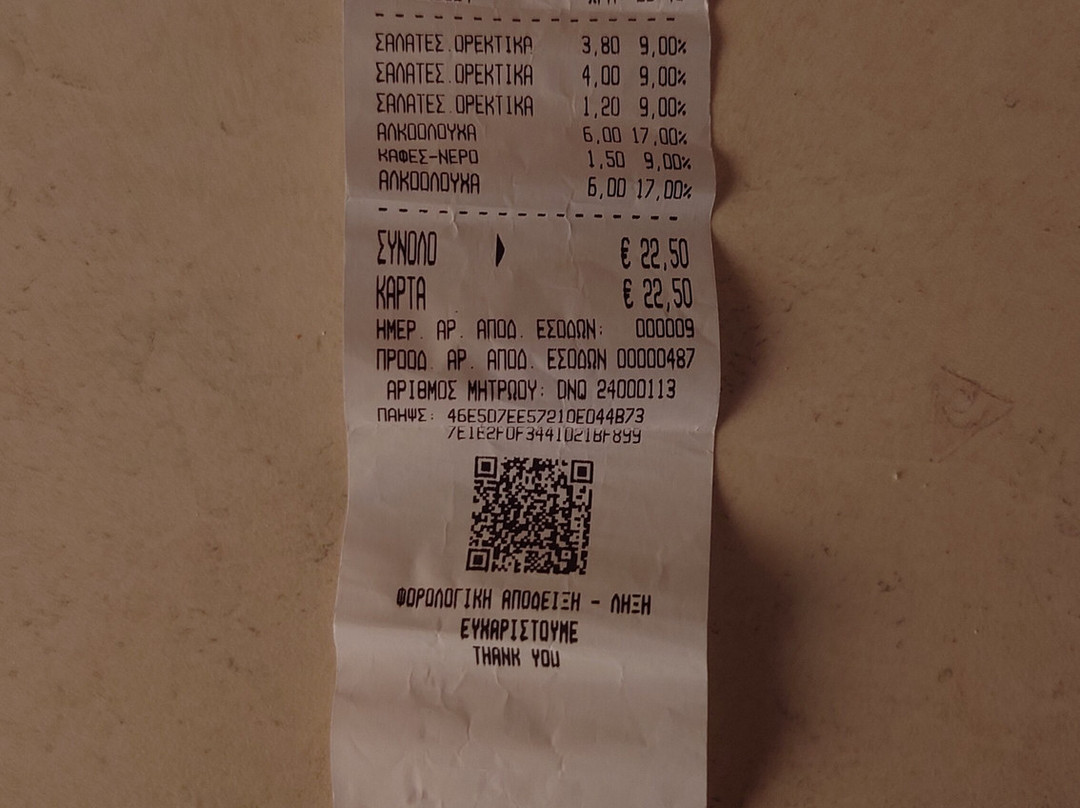 ΣΑΛΑΤΕΣ.ΟΡΕΚΤΙΚΑ 3,80 9,00%
ΣΑΛΑΤΕΣ.ΟΡΕΚΤΙΚΑ 4,00 9,00%
ΣΑΛΑΤΕΣ.ΟΡΕΚΤΙΚΑ 1,20 9,00%
ΑΛΚΟΟΛΟΥΧΑ 6,00 17,00%
ΚΑΦΕΣ-ΝΕΡΟ 1,50 9,00%
ΑΛΚΟΟΛΟΥΧΑ 6,00 17,00%
ΣΥΝΟΛΟ € 22,50
ΚΑΡΤΑ € 22,50
ΗΜΕΡ. ΑΡ. ΑΠΟΔ. ΕΣΟΔΩΝ: 000009
ΠΡΟΟΔ. ΑΡ. ΑΠΟΔ. ΕΣΟΔΩΝ 00000487
ΑΡΙΘΜΟΣ ΜΗΤΡΩΟΥ: DNQ 24000113
ΠΑΗΨΣ: 46E5D7EE57210ED44B73
7E1E2F0F3441D21BF899
ΦΟΡΟΛΟΓΙΚΗ ΑΠΟΔΕΙΞΗ - ΛΗΞΗ
ΕΥΧΑΡΙΣΤΟΥΜΕ
THANK YOU